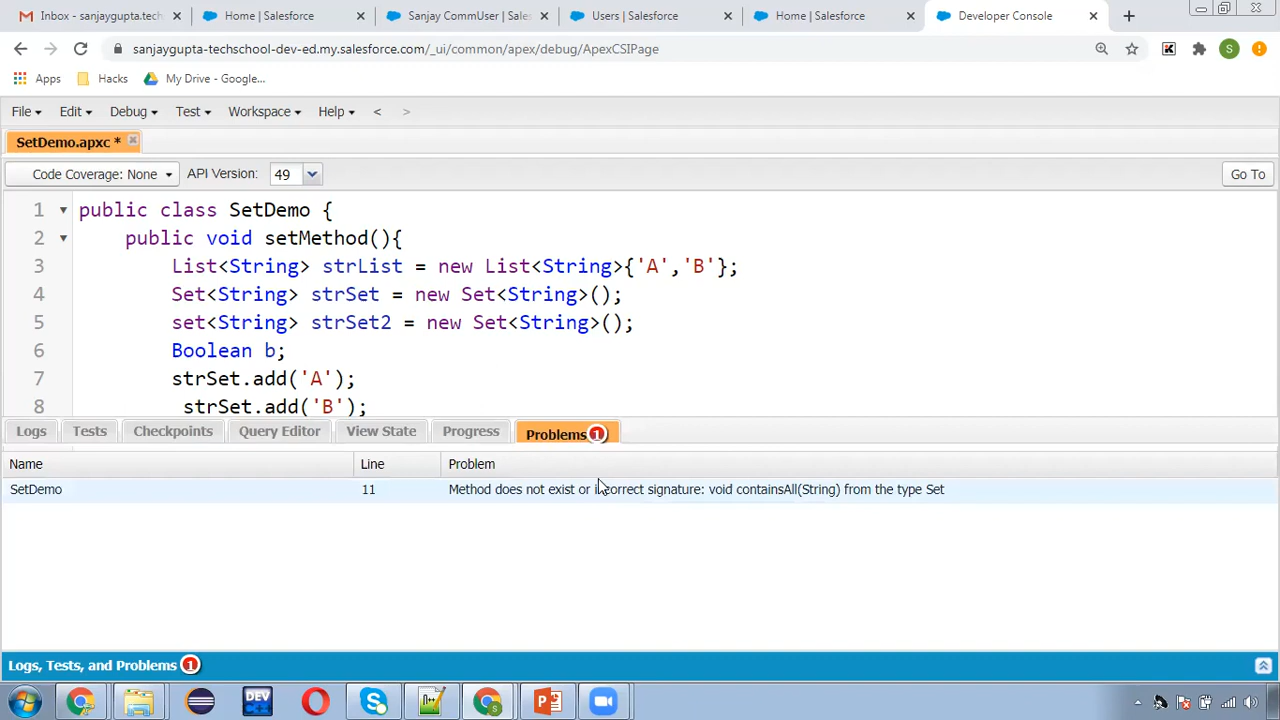 Inbox - sanjaygupta.tech
Home | Salesforce
Sanjay CommUser | Sales
Users | Salesforce
Home | Salesforce
Developer Console
sanjaygupta-techschool-dev-ed.my.salesforce.com/_ui/common/apex/debug/ApexCSIPage
S
Apps
Hacks
My Drive - Google...
File
Edit
Debug
Test
Workspace
Help
<
>
SetDemo.apxc *
Code Coverage: None
API Version:
49
Go To
1 public class SetDemo {
2 public void setMethod(){
3 List<String> strList = new List<String>{'A','B'};
4 Set<String> strSet = new Set<String>();
5 set<String> strSet2 = new Set<String>();
6 Boolean b;
7 strSet.add('A');
8 strSet.add('B');
Logs
Tests
Checkpoints
Query Editor
View State
Progress
Problems 1
Name
Line
Problem
SetDemo
11
Method does not exist or incorrect signature: void containsAll(String) from the type Set
Logs, Tests, and Problems 1
DEV
C++